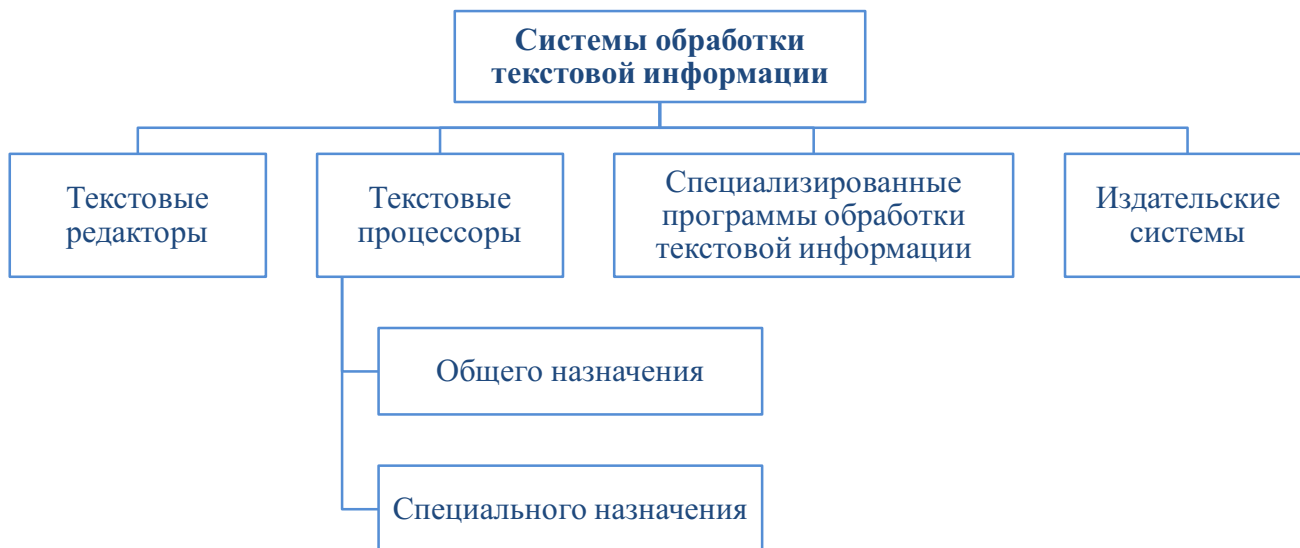 Системы обработки
текстовой информации
Текстовые
редакторы
Текстовые
процессоры
Специализированные
программы обработки
текстовой информации
Издательские
системы
Общего назначения
Специального назначения